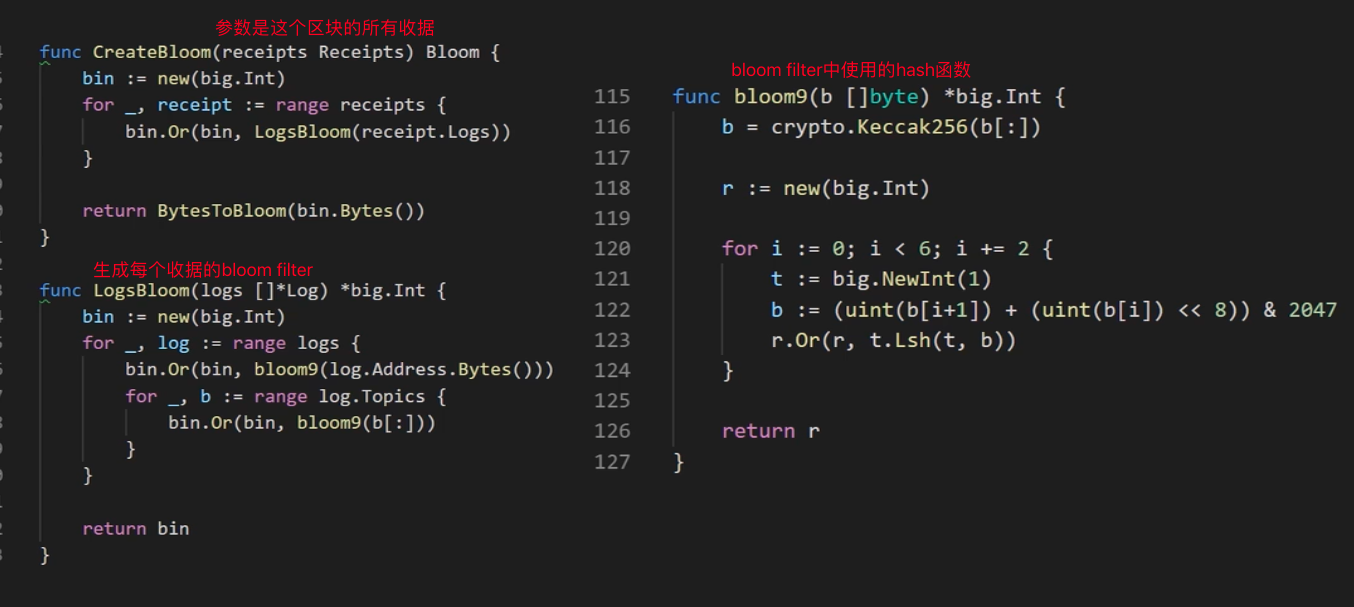 参数是这个区块的所有收据
func CreateBloom(receipts Receipts) Bloom {
bin := new(big.Int)
for _, receipt := range receipts {
bin.Or(bin, LogsBloom(receipt.Logs))
}
return BytesToBloom(bin.Bytes())
}
生成每个收据的bloom filter
func LogsBloom(logs []*Log) *big.Int {
bin := new(big.Int)
for _, log := range logs {
bin.Or(bin, bloom9(log.Address.Bytes()))
for _, b := range log.Topics {
bin.Or(bin, bloom9(b[:]))
}
}
return bin
}
bloom filter中使用的hash函数
115 func bloom9(b []byte) *big.Int {
116 b = crypto.Keccak256(b[:])
117
118 r := new(big.Int)
119
120 for i := 0; i < 6; i += 2 {
121 t := big.NewInt(1)
122 b := (uint(b[i+1]) + (uint(b[i]) << 8)) & 2047
123 r.Or(r, t.Lsh(t, b))
124 }
125
126 return r
127 }